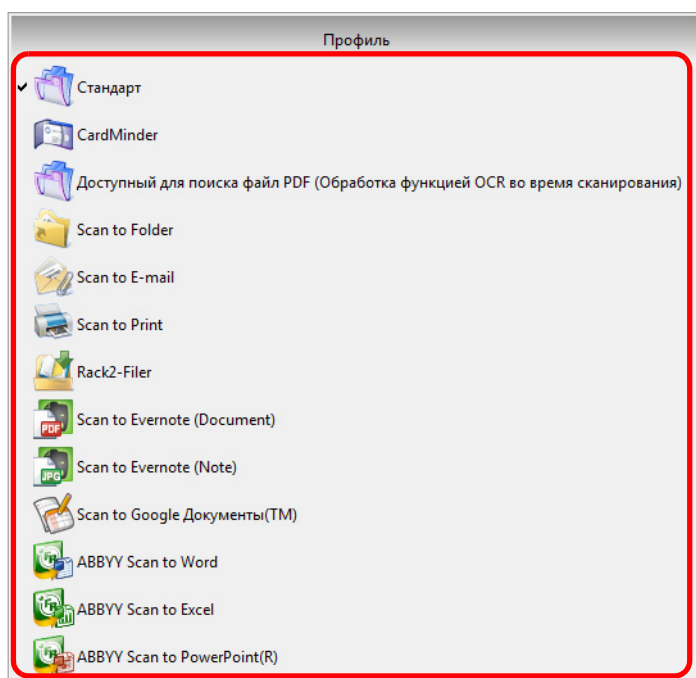 Профиль
Стандарт
CardMinder
Доступный для поиска файл PDF (Обработка функцией OCR во время сканирования)
Scan to Folder
Scan to E-mail
Scan to Print
Rack2-Filer
PDF
Scan to Evernote (Document)
JPG
Scan to Evernote (Note)
Scan to Google Документы(TM)
ABBYY Scan to Word
ABBYY Scan to Excel
ABBYY Scan to PowerPoint(R)